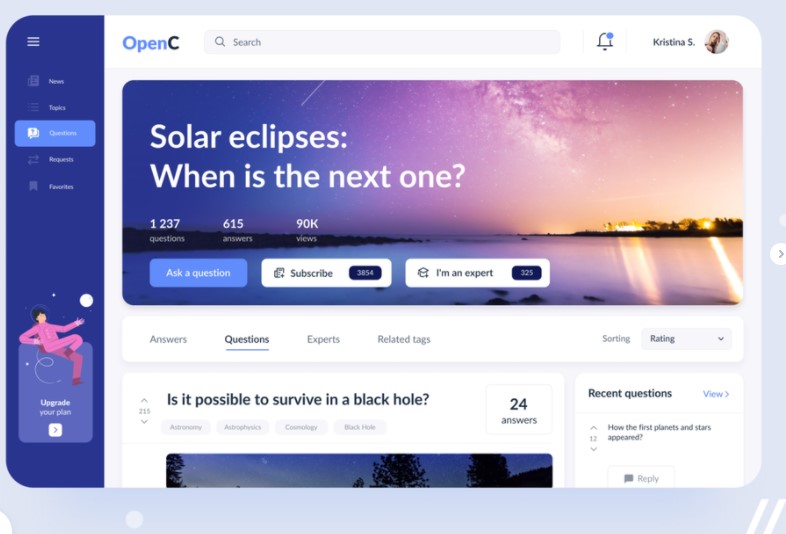 OpenC
Search
Kristina S.
News
Topics
Questions
Requests
Favorites
Upgrade
your plan
Solar eclipses:
When is the next one?
1 237
questions
615
answers
90K
views
Ask a question
Subscribe
3854
I'm an expert
325
Answers
Questions
Experts
Related tags
Sorting
Rating
215
Is it possible to survive in a black hole?
Astronomy
Astrophysics
Cosmology
Black Hole
24
answers
Recent questions
View
12
How the first planets and stars
appeared?
Reply